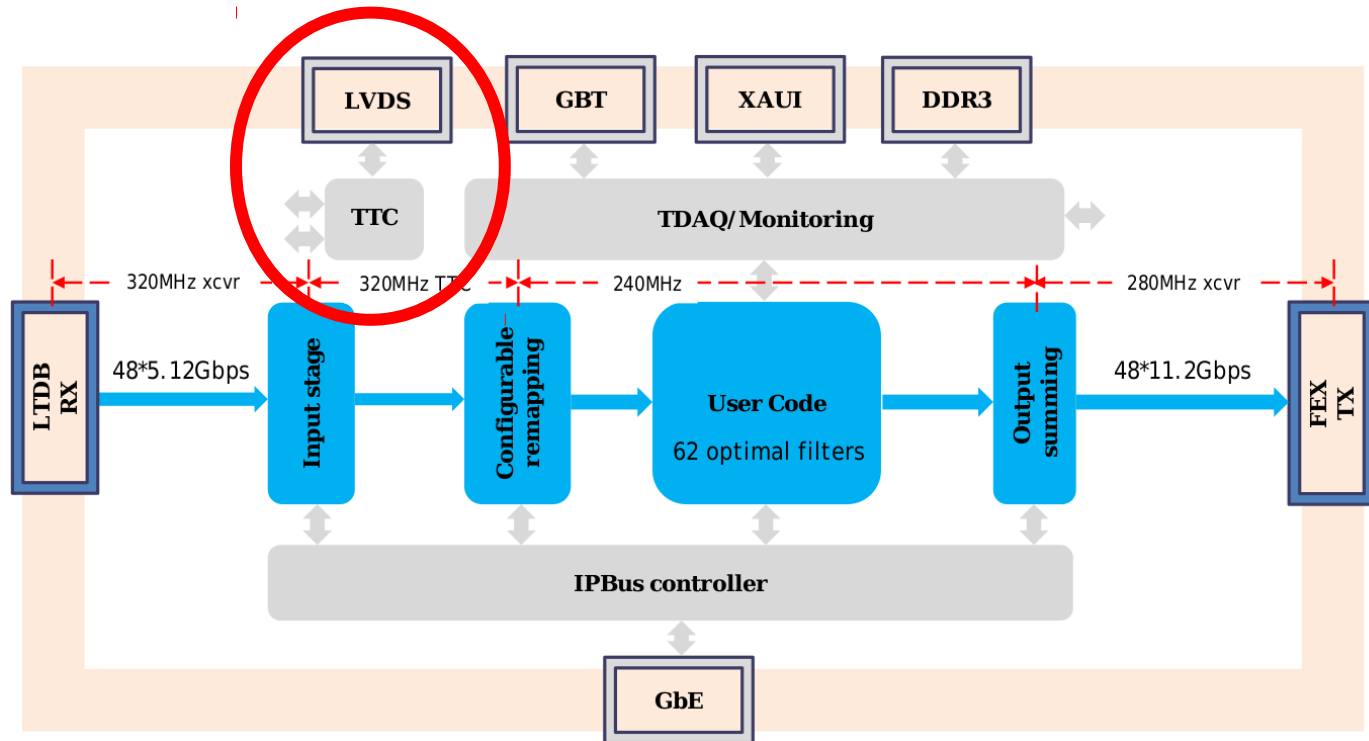 LVDS
GBT
XAUI
DDR3
TTC
TDAQ/Monitoring
320MHz xcvr
320MHz TTC
240MHz
280MHz xcvr
LTDB
RX
48*5.12Gbps
Input stage
Configurable
remapping
User Code
62 optimal filters
Output
summing
48*11.2Gbps
FEX
TX
IPBus controller
GbE